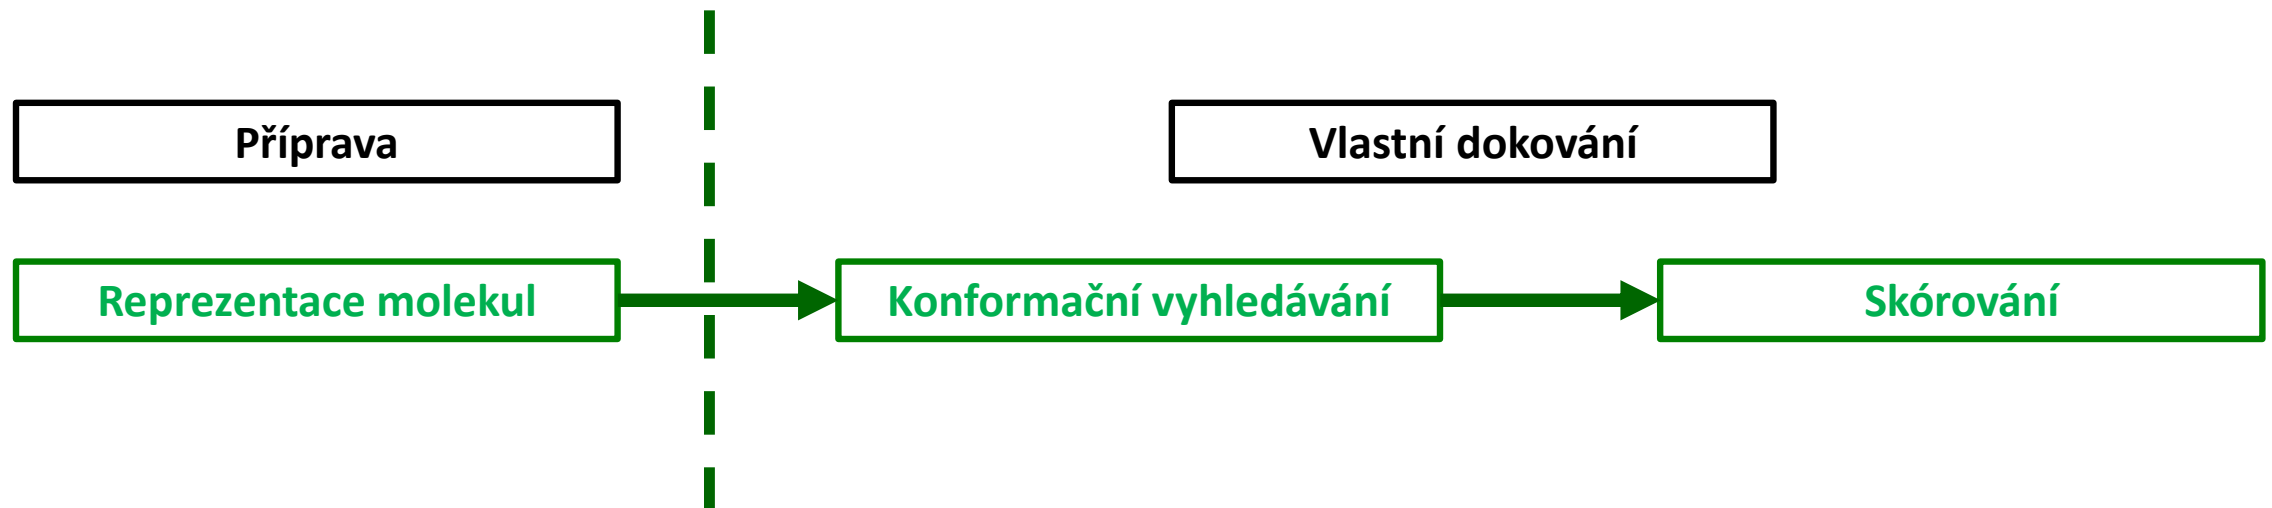 Příprava
Vlastní dokování
Reprezentace molekul
Konformační vyhledávání
Skórování